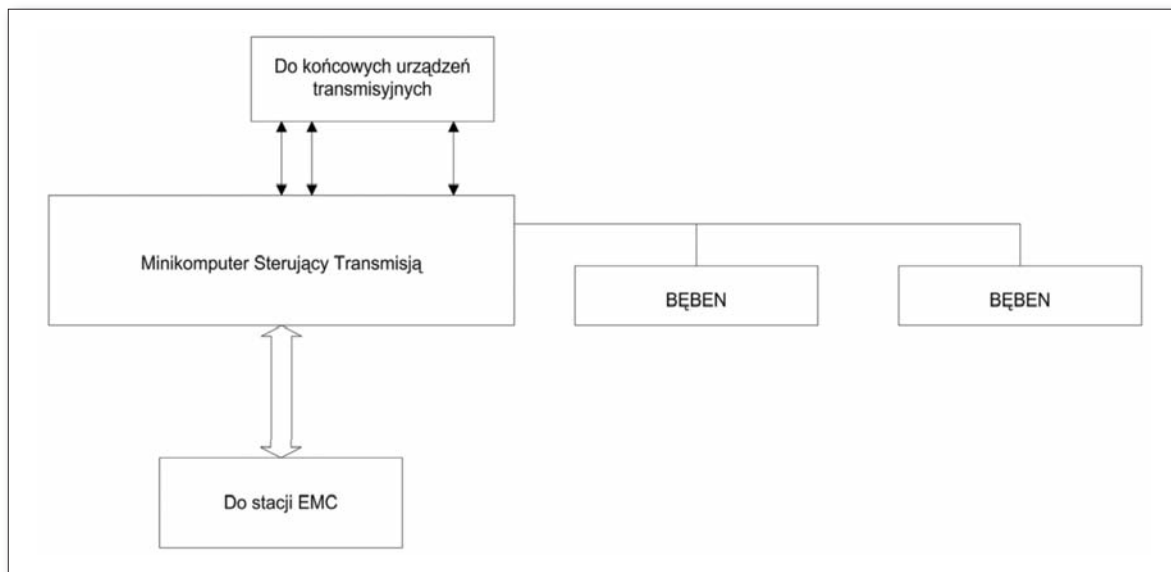 Do końcowych urządzeń
transmisyjnych
Minikomputer Sterujący Transmisją
BĘBEN
BĘBEN
Do stacji EMC